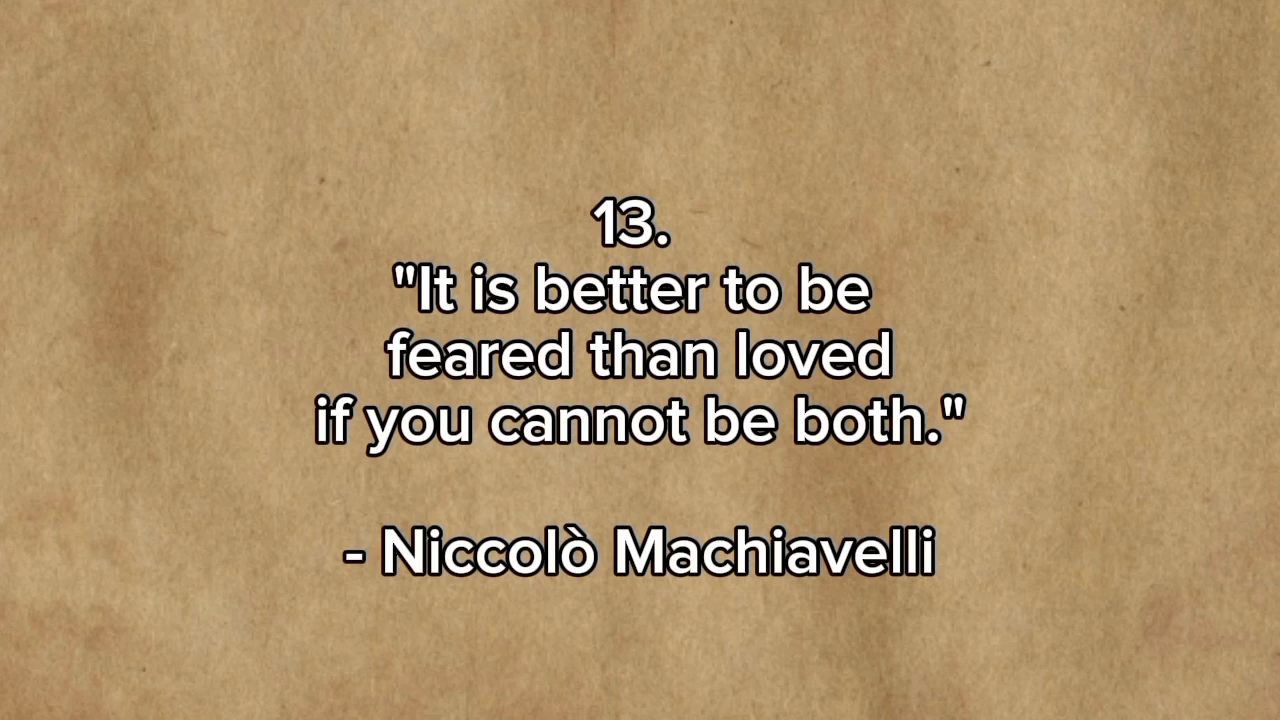 13.
"It is better to be
feared than loved
if you cannot be both."
- Niccolò Machiavelli